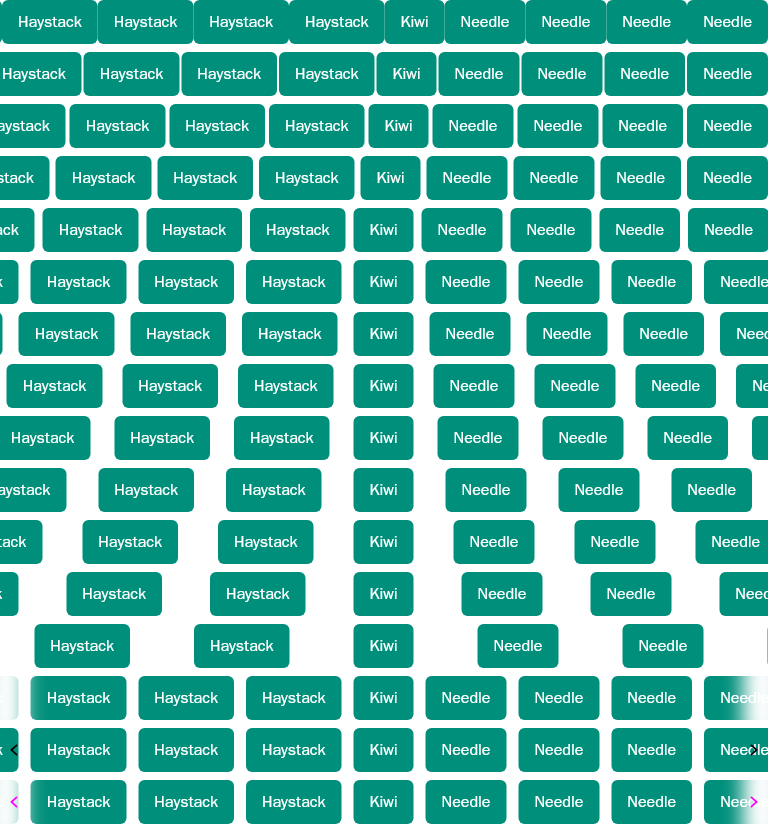 Haystack Haystack Haystack Haystack Kiwi Needle Needle Needle Needle
Haystack Haystack Haystack Haystack Kiwi Needle Needle Needle Needle
aystack Haystack Haystack Haystack Kiwi Needle Needle Needle Needle
stack Haystack Haystack Haystack Kiwi Needle Needle Needle Needle
ack Haystack Haystack Haystack Kiwi Needle Needle Needle Needle
k Haystack Haystack Haystack Kiwi Needle Needle Needle Needle
Haystack Haystack Haystack Kiwi Needle Needle Needle Need
Haystack Haystack Haystack Kiwi Needle Needle Needle Ne
Haystack Haystack Haystack Kiwi Needle Needle Needle
aystack Haystack Haystack Kiwi Needle Needle Needle
tack Haystack Haystack Kiwi Needle Needle Needle
k Haystack Haystack Kiwi Needle Needle Need
Haystack Haystack Kiwi Needle Needle
Haystack Haystack Haystack Kiwi Needle Needle Needle Needle
k Haystack Haystack Haystack Kiwi Needle Needle Needle Needle
Haystack Haystack Haystack Kiwi Needle Needle Needle Nee